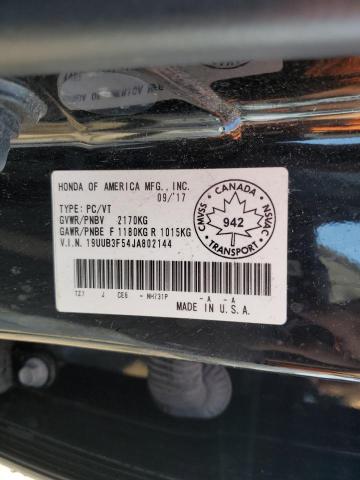 HONDA OF AMERICA MFG., INC.
09/'17
TYPE: PC/VT
GVWR/PNBV 2170KG
GAWR/PNBE F 1180KG R 1015KG
V.I.N. 19UUB3F54JA802144
CANADA
CMVSS
942
NSVAC
TRANSPORT
TZ7 J CE6 - NH731P - A - A
MADE IN U.S.A.